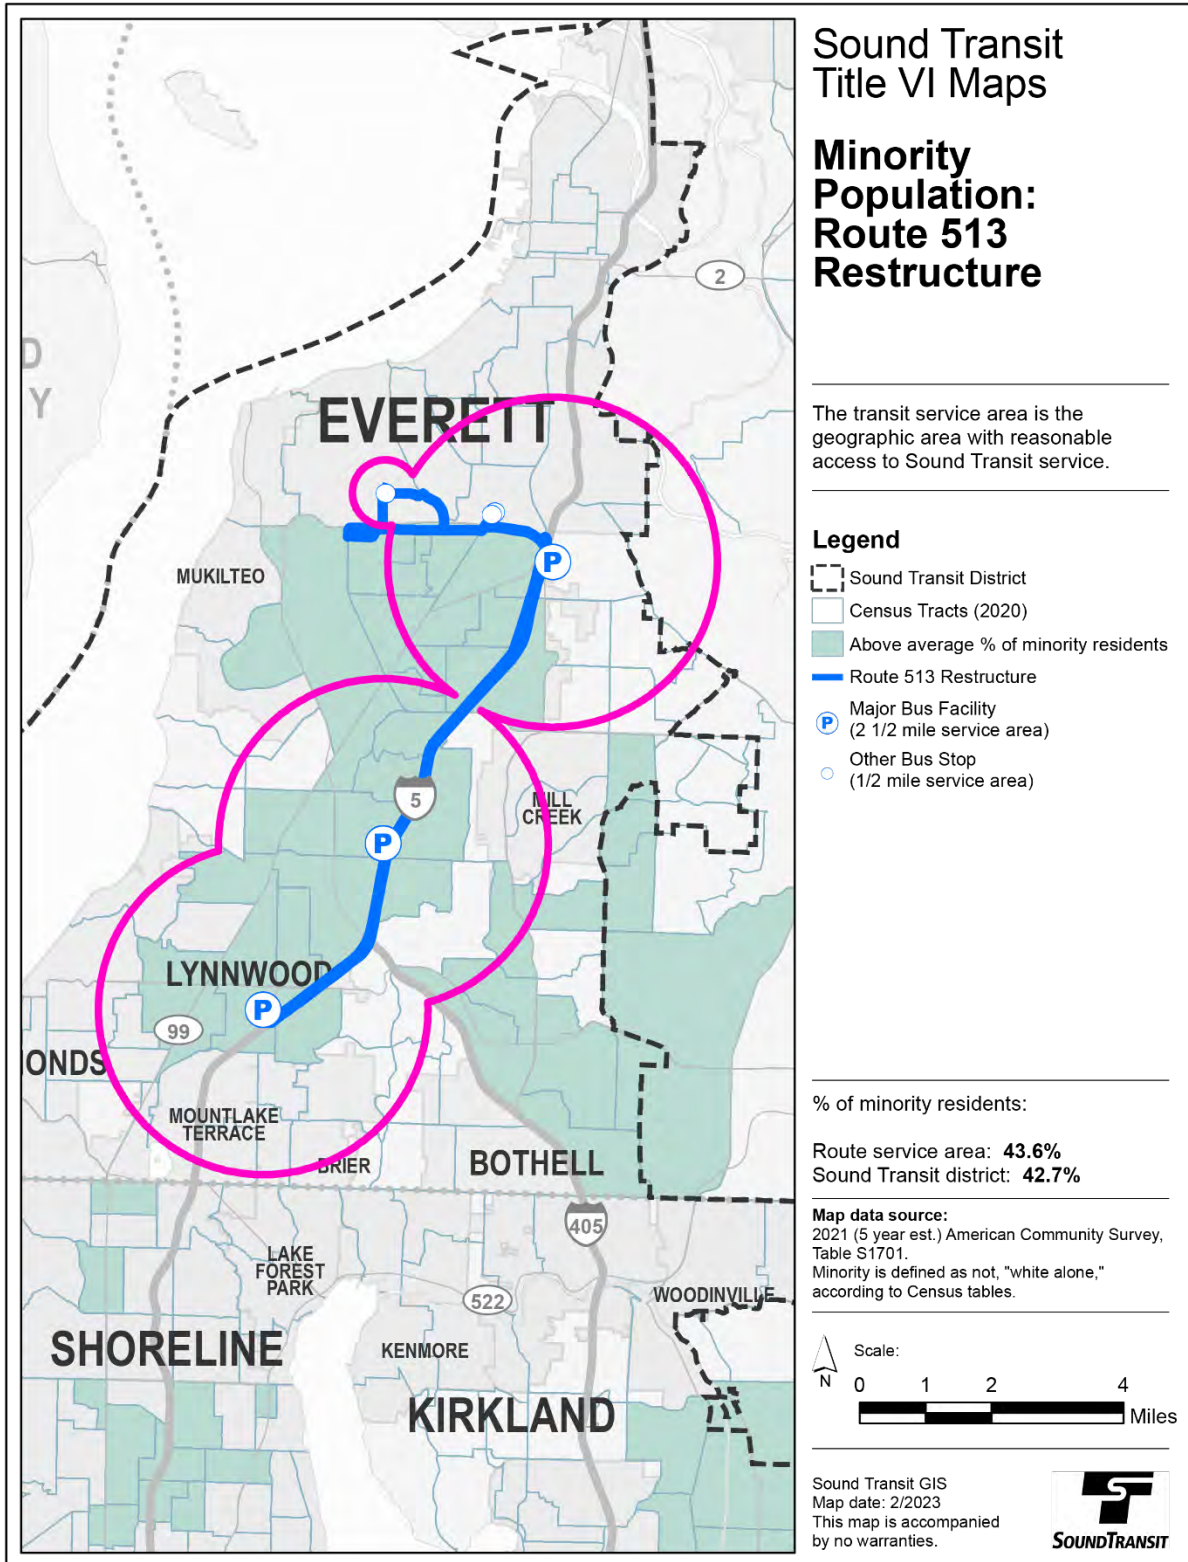 Sound Transit
Title VI Maps
Minority
Population:
Route 513
Restructure
The transit service area is the
geographic area with reasonable
access to Sound Transit service.
Legend
Sound Transit District
Census Tracts (2020)
Above average % of minority residents
Route 513 Restructure
P
Major Bus Facility
(2 1/2 mile service area)
Other Bus Stop
(1/2 mile service area)
% of minority residents:
Route service area: 43.6%
Sound Transit district: 42.7%
Map data source:
2021 (5 year est.) American Community Survey,
Table S1701.
Minority is defined as not, "white alone,"
according to Census tables.
N
Scale:
0 1 2 4
Miles
Sound Transit GIS
Map date: 2/2023
This map is accompanied
by no warranties.
SOUNDTRANSIT
2
D
Y
EVERETT
P
MUKILTEO
5
MILL
CREEK
P
LYNNWOOD
P
99
ONDS
MOUNTLAKE
TERRACE
BRIER
BOTHELL
405
LAKE
FOREST
PARK
522
WOODINVILLE
SHORELINE
KENMORE
KIRKLAND